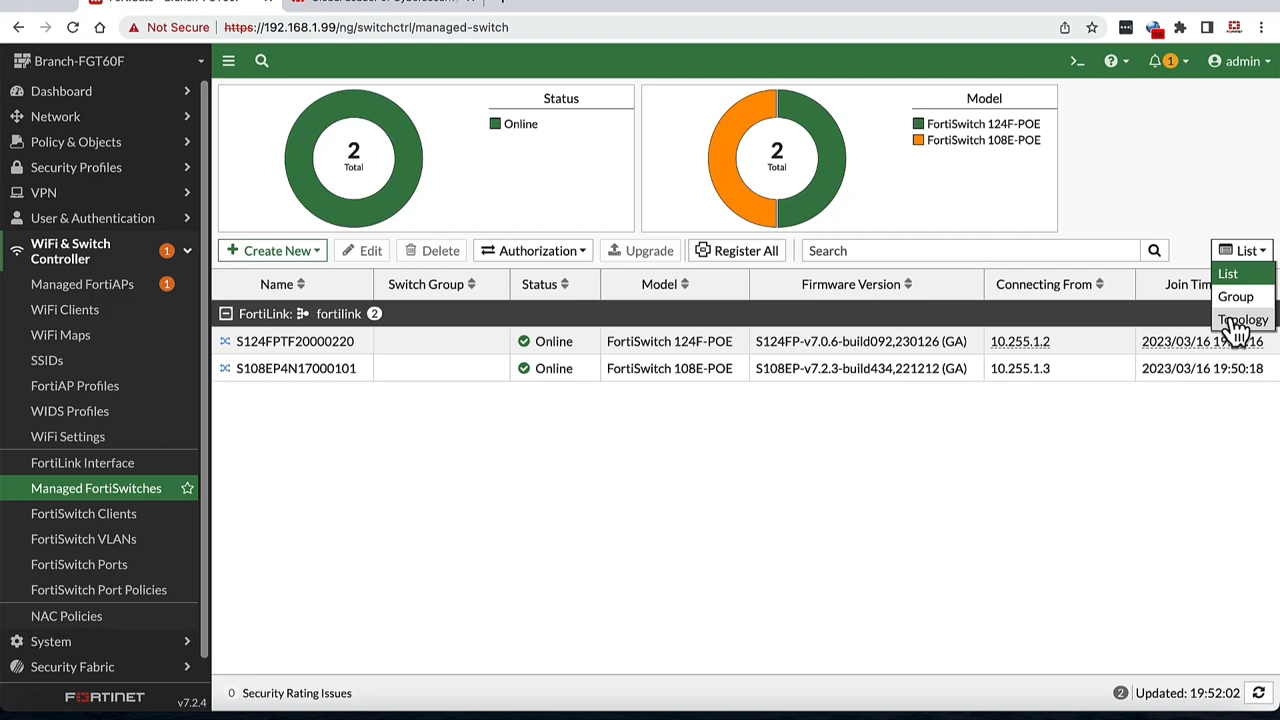 Not Secure https://192.168.1.99/ng/switchctrl/managed-switch
Branch-FGT60F
admin
1
Dashboard
Network
Policy & Objects
Security Profiles
VPN
User & Authentication
WiFi & Switch
Controller
1
Managed FortiAPs
1
WiFi Clients
WiFi Maps
SSIDs
FortiAP Profiles
WIDS Profiles
WiFi Settings
FortiLink Interface
Managed FortiSwitches
FortiSwitch Clients
FortiSwitch VLANs
FortiSwitch Ports
FortiSwitch Port Policies
NAC Policies
System
Security Fabric
FORTINET
v7.2.4
2
Total
Status
Online
2
Total
Model
FortiSwitch 124F-POE
FortiSwitch 108E-POE
Create New Edit Delete Authorization Upgrade Register All Search List
List
Group
Topology
Name Switch Group Status Model Firmware Version Connecting From Join
FortiLink: fortilink 2
S124FPTF20000220 Online FortiSwitch 124F-POE S124FP-v7.0.6-build092,230126 (GA) 10.255.1.2 2023/03/16
S108EP4N17000101 Online FortiSwitch 108E-POE S108EP-v7.2.3-build434,221212 (GA) 10.255.1.3 2023/03/16 19:50:18
0 Security Rating Issues
2 Updated: 19:52:02